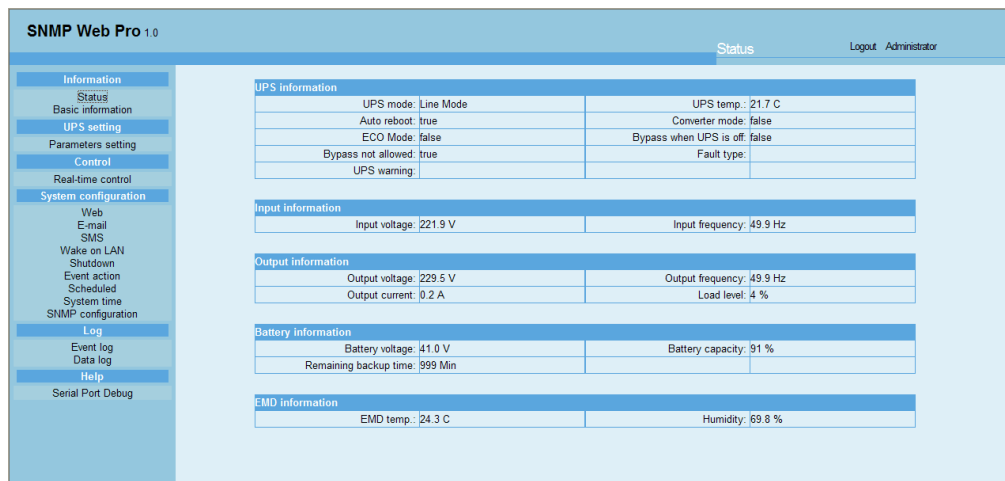 SNMP Web Pro 1.0
Status
Logout Administrator
Information
Status
Basic information
UPS setting
Parameters setting
Control
Real-time control
System configuration
Web
E-mail
SMS
Wake on LAN
Shutdown
Event action
Scheduled
System time
SNMP configuration
Log
Event log
Data log
Help
Serial Port Debug
UPS information
UPS mode: Line Mode UPS temp.: 21.7 C
Auto reboot: true Converter mode: false
ECO Mode: false Bypass when UPS is off: false
Bypass not allowed: true Fault type:
UPS warning:
Input information
Input voltage: 221.9 V Input frequency: 49.9 Hz
Output information
Output voltage: 229.5 V Output frequency: 49.9 Hz
Output current: 0.2 A Load level: 4 %
Battery information
Battery voltage: 41.0 V Battery capacity: 91 %
Remaining backup time: 999 Min
EMD information
EMD temp.: 24.3 C Humidity: 69.8 %